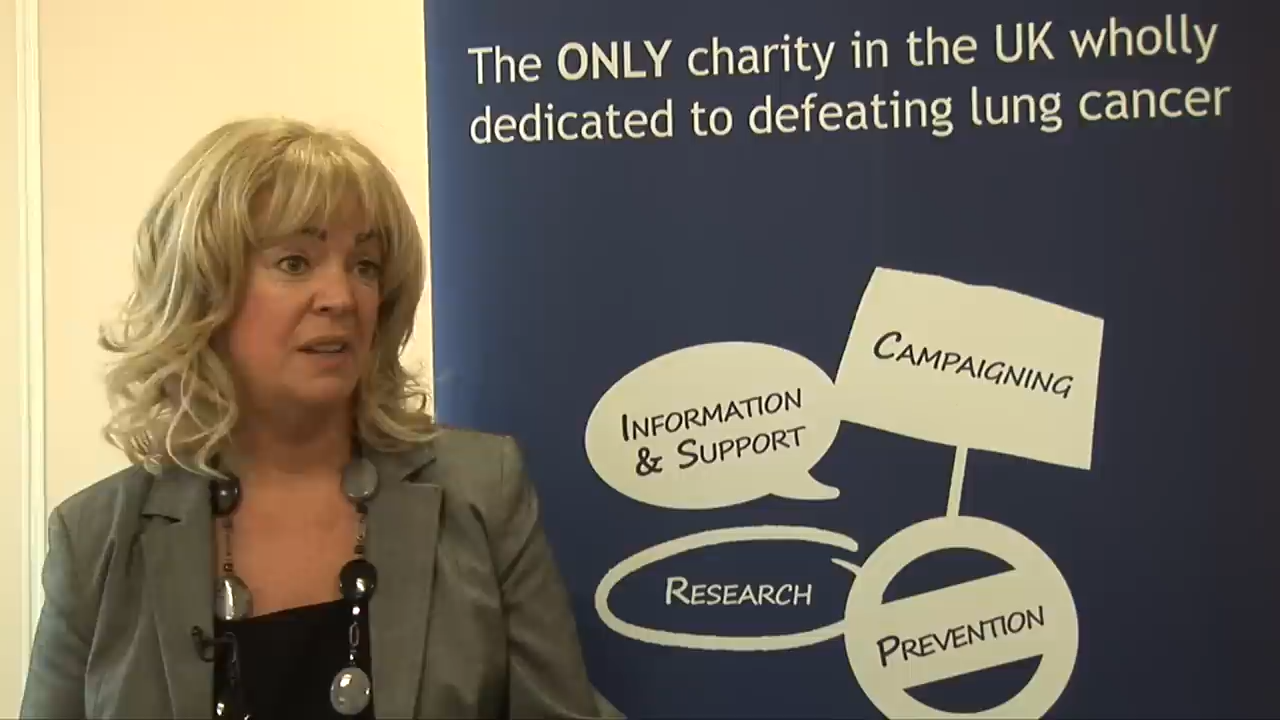 The ONLY charity in the UK wholly
dedicated to defeating lung cancer
CAMPAIGNING
INFORMATION
& SUPPORT
RESEARCH
PREVENTION